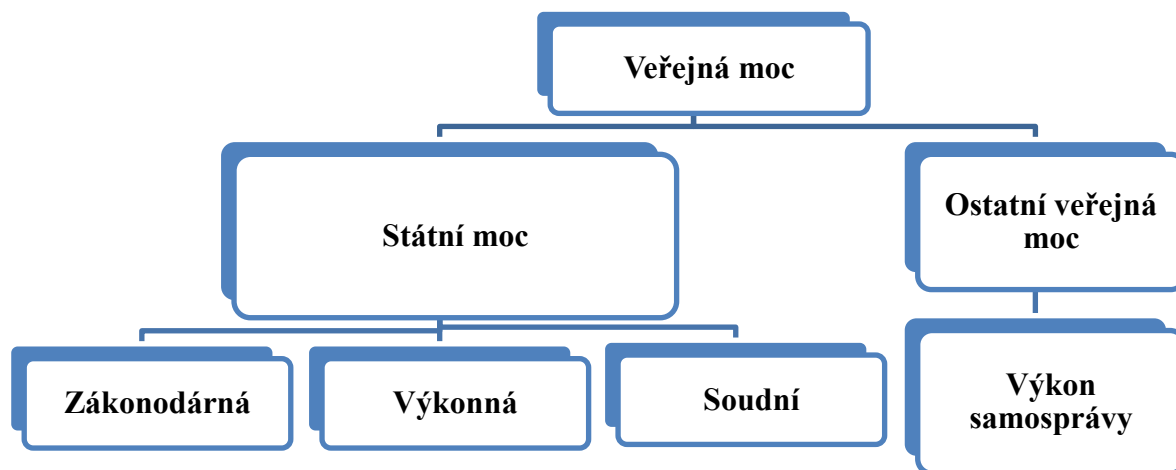 Veřejná moc
Státní moc
Ostatní veřejná
moc
Zákonodárná
Výkonná
Soudní
Výkon
samosprávy